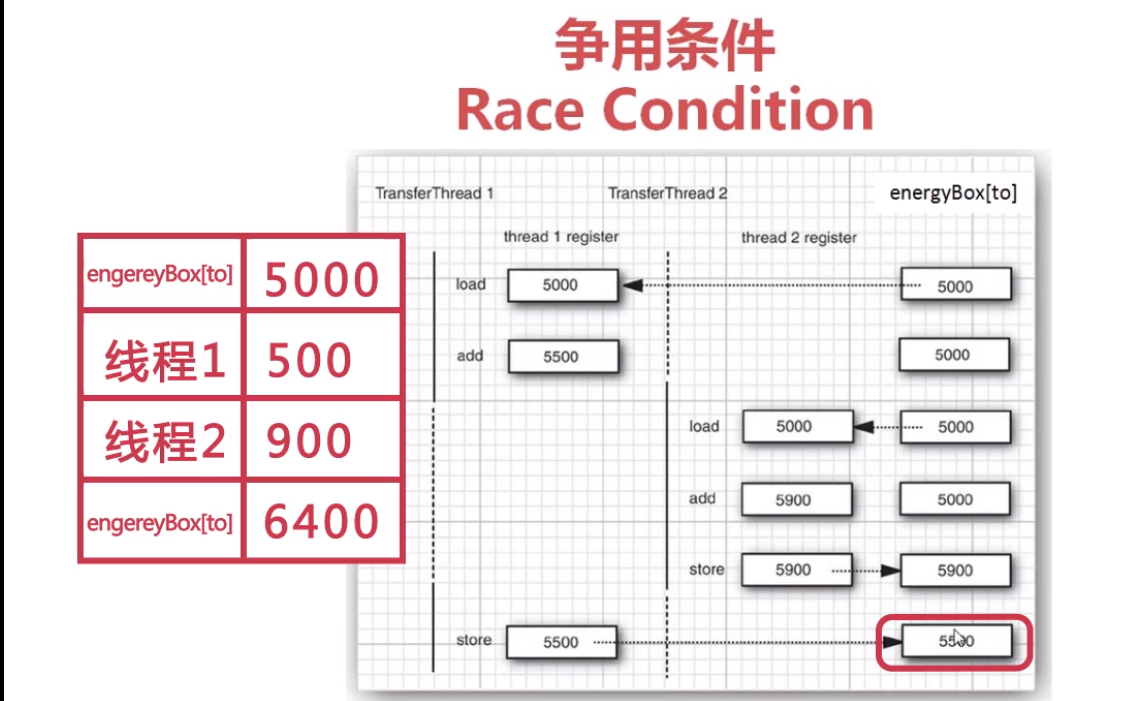 争用条件
Race Condition
TransferThread 1 TransferThread 2 energyBox[to]
thread 1 register thread 2 register
engereyBox[to] 5000
线程1 500
线程2 900
engereyBox[to] 6400
load 5000 5000
add 5500 5000
load 5000 5000
add 5900 5000
store 5900 5900
store 5500 5500